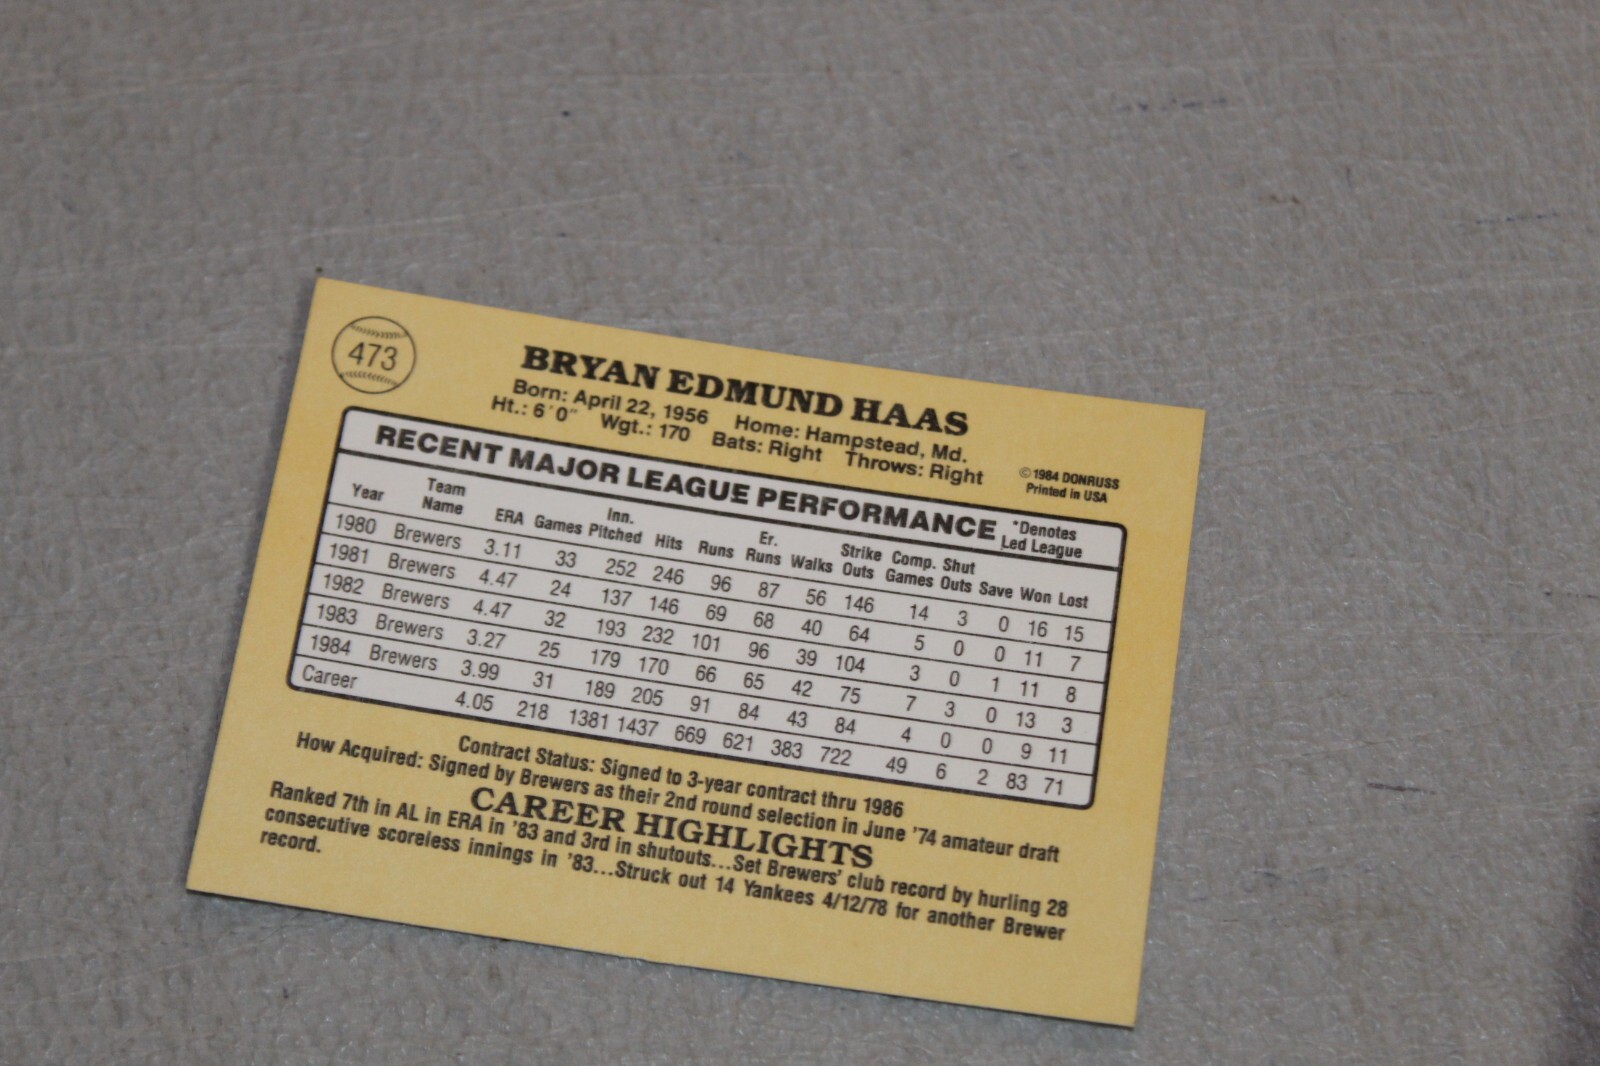 473
BRYAN EDMUND HAAS
Born: April 22, 1956 Home: Hampstead, Md.
Ht.: 6'0" Wgt.: 170 Bats: Right Throws: Right
©1984 DONRUSS
Printed in USA
RECENT MAJOR LEAGUE PERFORMANCE
*Denotes
Led League
Year Team Name ERA Games Inn. Pitched Hits Runs Er. Runs Walks Strike Outs Comp. Games Shut Outs Save Won Lost
1980 Brewers 3.11 33 252 246 96 87 56 146 14 3 0 16 15
1981 Brewers 4.47 24 137 146 69 68 40 64 5 0 0 11 7
1982 Brewers 4.47 32 193 232 101 96 39 104 3 0 1 11 8
1983 Brewers 3.27 25 179 170 66 65 42 75 7 3 0 13 3
1984 Brewers 3.99 31 189 205 91 84 43 84 4 0 0 9 11
Career 4.05 218 1381 1437 669 621 383 722 49 6 2 83 71
Contract Status: Signed to 3-year contract thru 1986
How Acquired: Signed by Brewers as their 2nd round selection in June '74 amateur draft
CAREER HIGHLIGHTS
Ranked 7th in AL in ERA in '83 and 3rd in shutouts...Set Brewers' club record by hurling 28
consecutive scoreless innings in '83...Struck out 14 Yankees 4/12/78 for another Brewer
record.